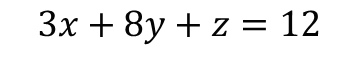 3x + 8y + z = 12